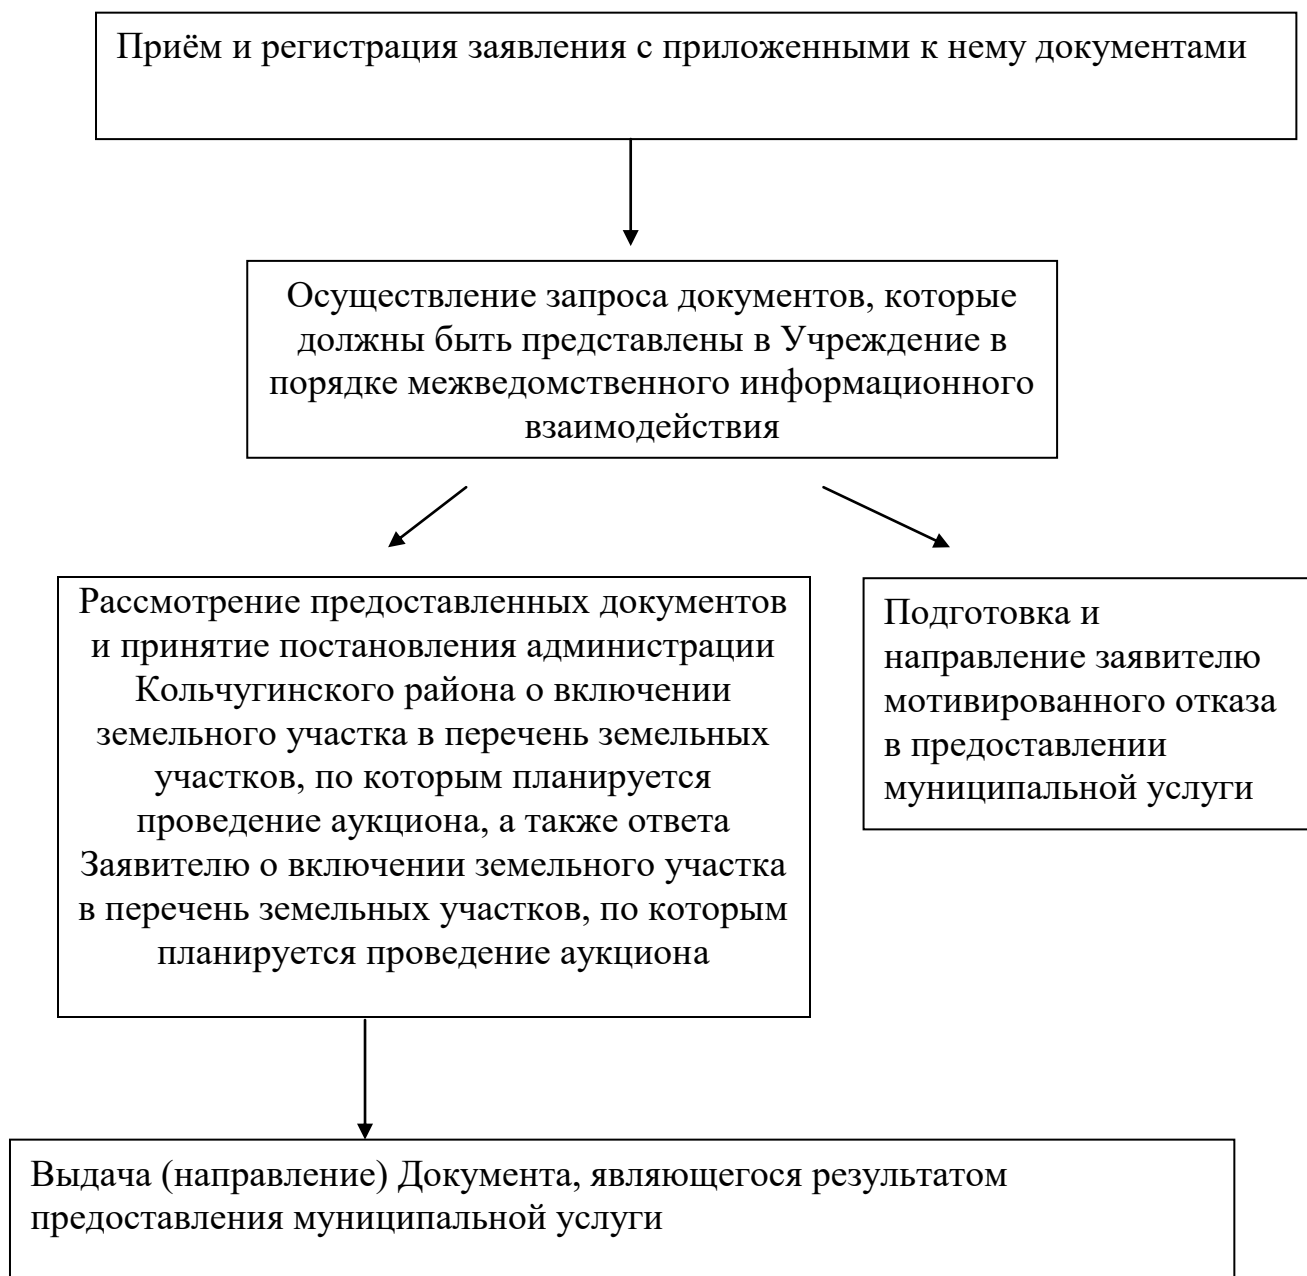 Приём и регистрация заявления с приложенными к нему документами
Осуществление запроса документов, которые
должны быть представлены в Учреждение в
порядке межведомственного информационного
взаимодействия
Рассмотрение предоставленных документов
и принятие постановления администрации
Кольчугинского района о включении
земельного участка в перечень земельных
участков, по которым планируется
проведение аукциона, а также ответа
Заявителю о включении земельного участка
в перечень земельных участков, по которым
планируется проведение аукциона
Подготовка и
направление заявителю
мотивированного отказа
в предоставлении
муниципальной услуги
Выдача (направление) Документа, являющегося результатом
предоставления муниципальной услуги